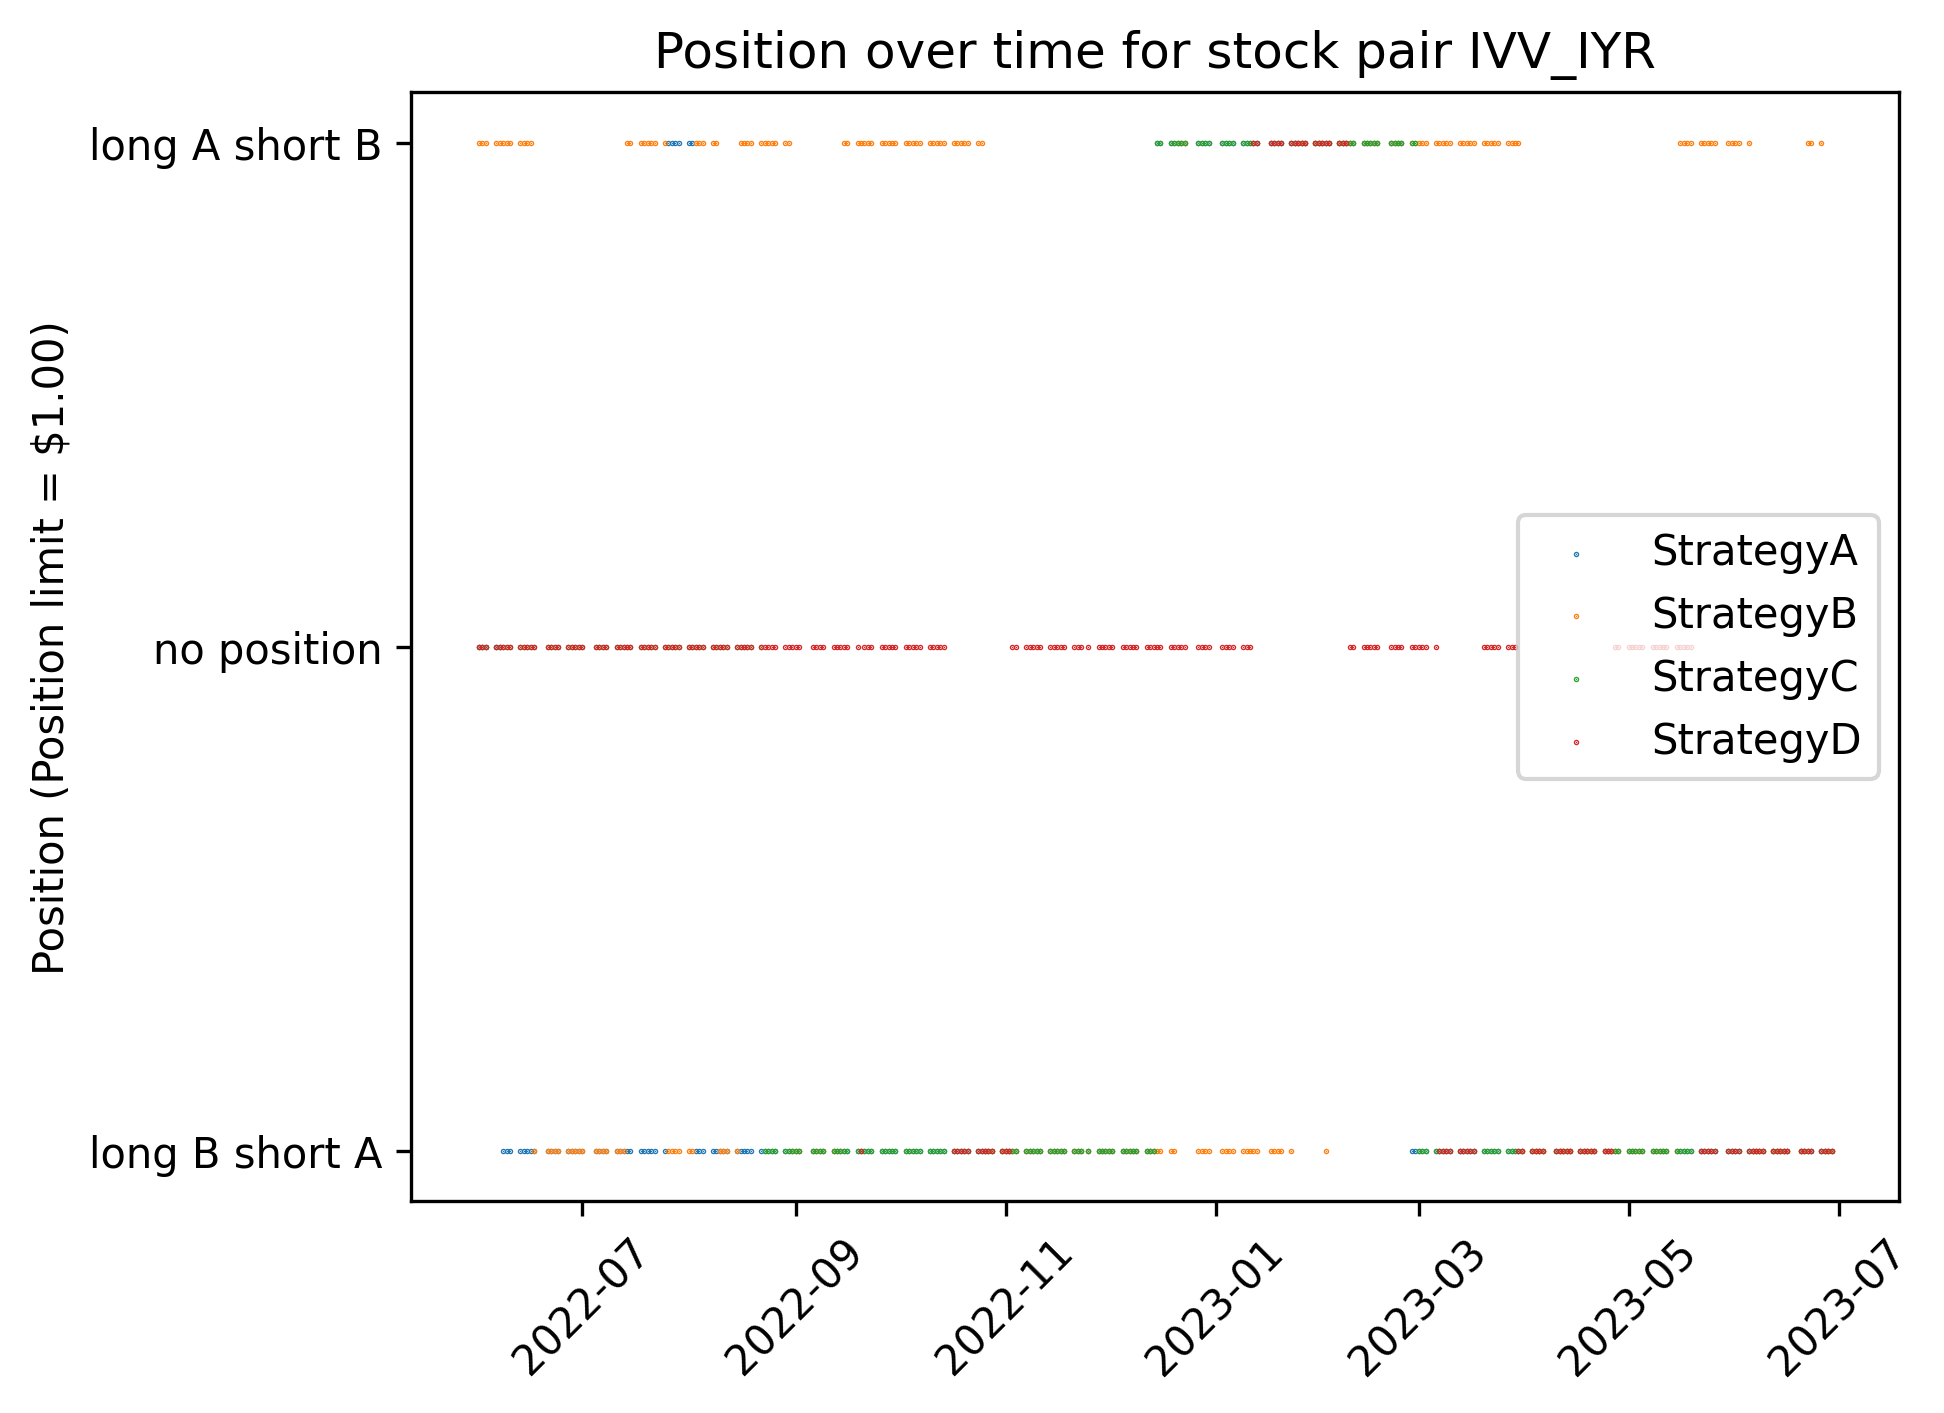 Position over time for stock pair IVV_IYR
Position (Position limit = $1.00)
long A short B
no position
long B short A
StrategyA
StrategyB
StrategyC
StrategyD
2022-07
2022-09
2022-11
2023-01
2023-03
2023-05
2023-07